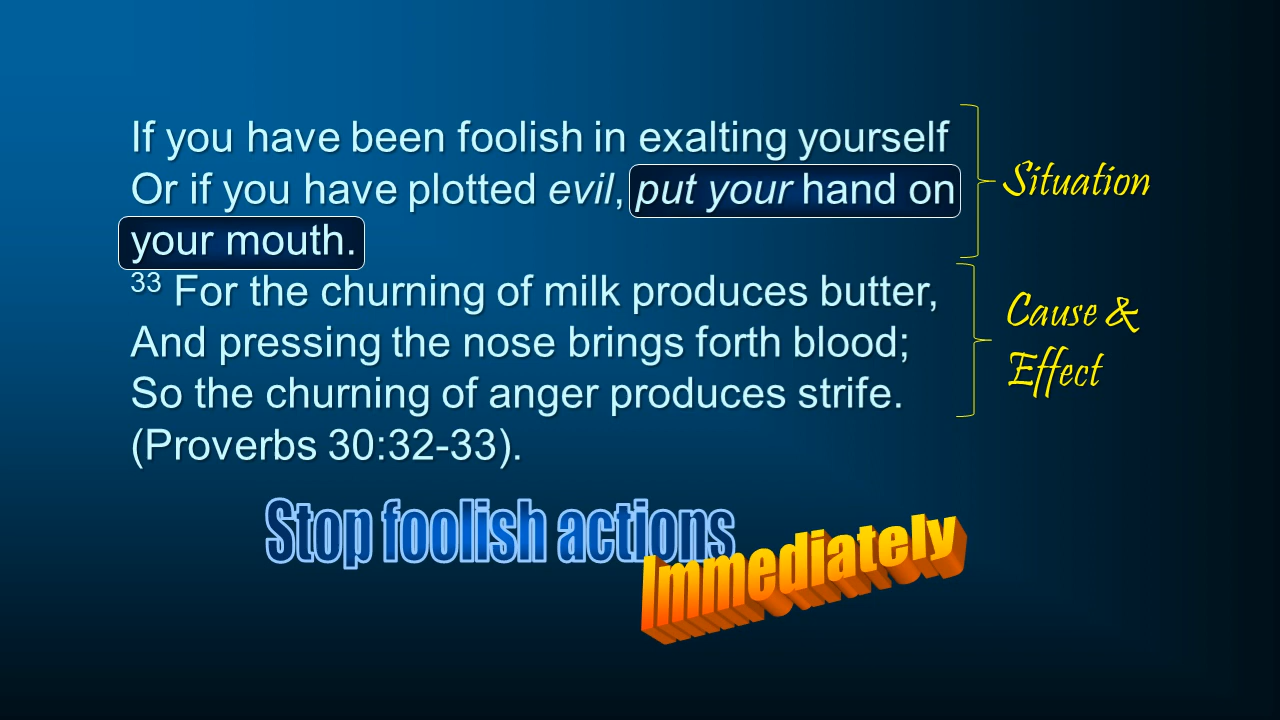 If you have been foolish in exalting yourself
Or if you have plotted evil, put your hand on
your mouth.
33 For the churning of milk produces butter,
And pressing the nose brings forth blood;
So the churning of anger produces strife.
(Proverbs 30:32-33).
Situation
Cause &
Effect
Stop foolish actions
Immediately